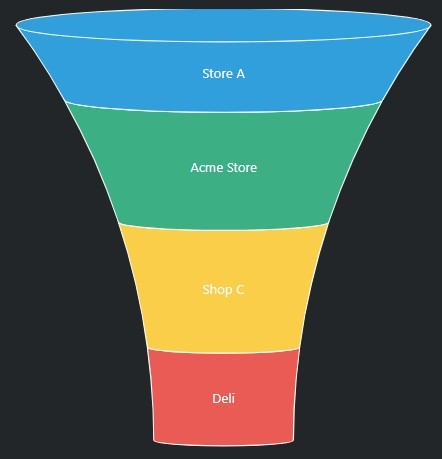 Store A
Acme Store
Shop C
Deli